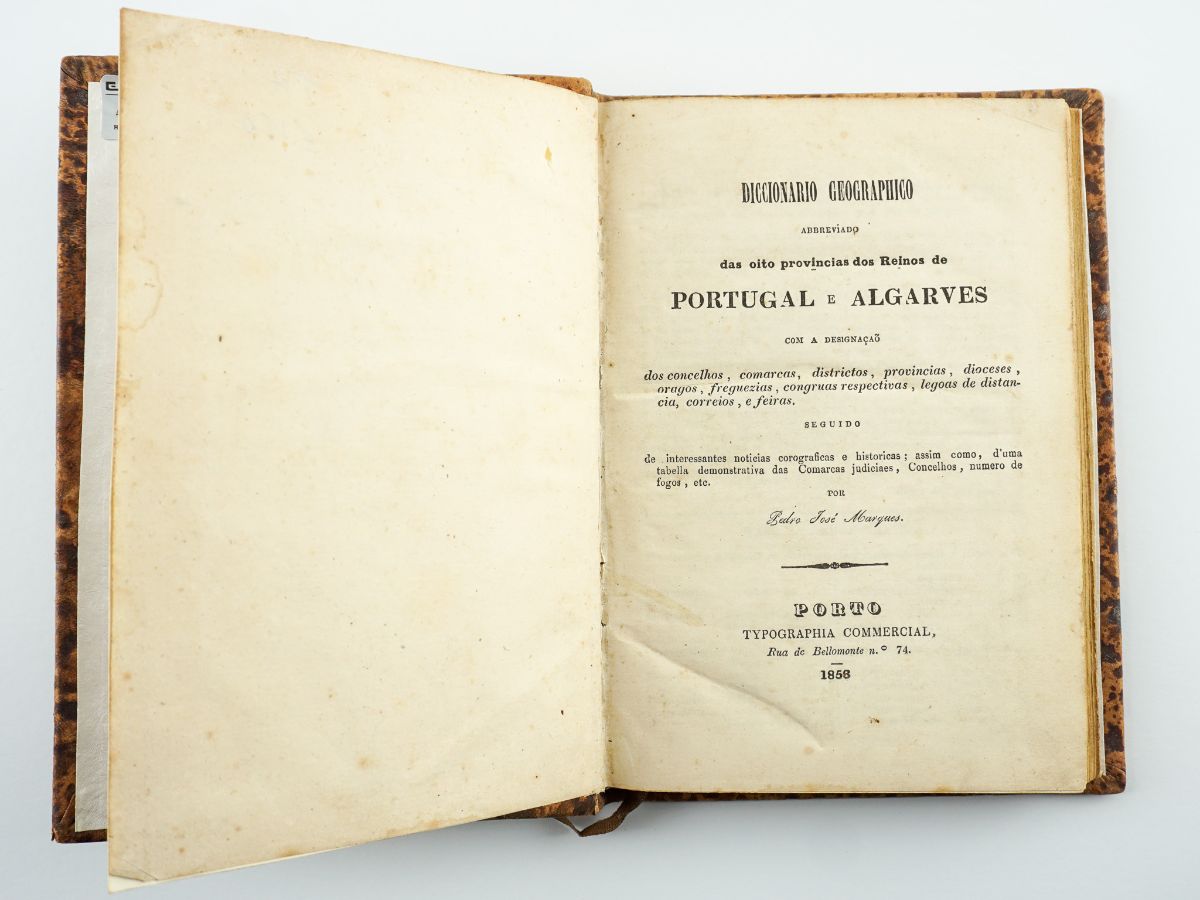 DICCIONARIO GEOGRAPHICO
ABBREVIADO
das oito provincias dos Reinos de
PORTUGAL E ALGARVES
COM A DESIGNAÇAÕ
dos concelhos, comarcas, districtos, provincias, dioceses,
oragos, freguezias, congruas respectivas, legoas de distan-
cia, correios, e feiras.
SEGUIDO
de interessantes noticias corograficas e historicas; assim como, d'uma
tabella demonstrativa das Comarcas judiciaes, Concelhos, numero de
fogos, etc.
POR
Pedro José Marques.
PORTO
TYPOGRAPHIA COMMERCIAL,
Rua de Bellomonte n.º 74.